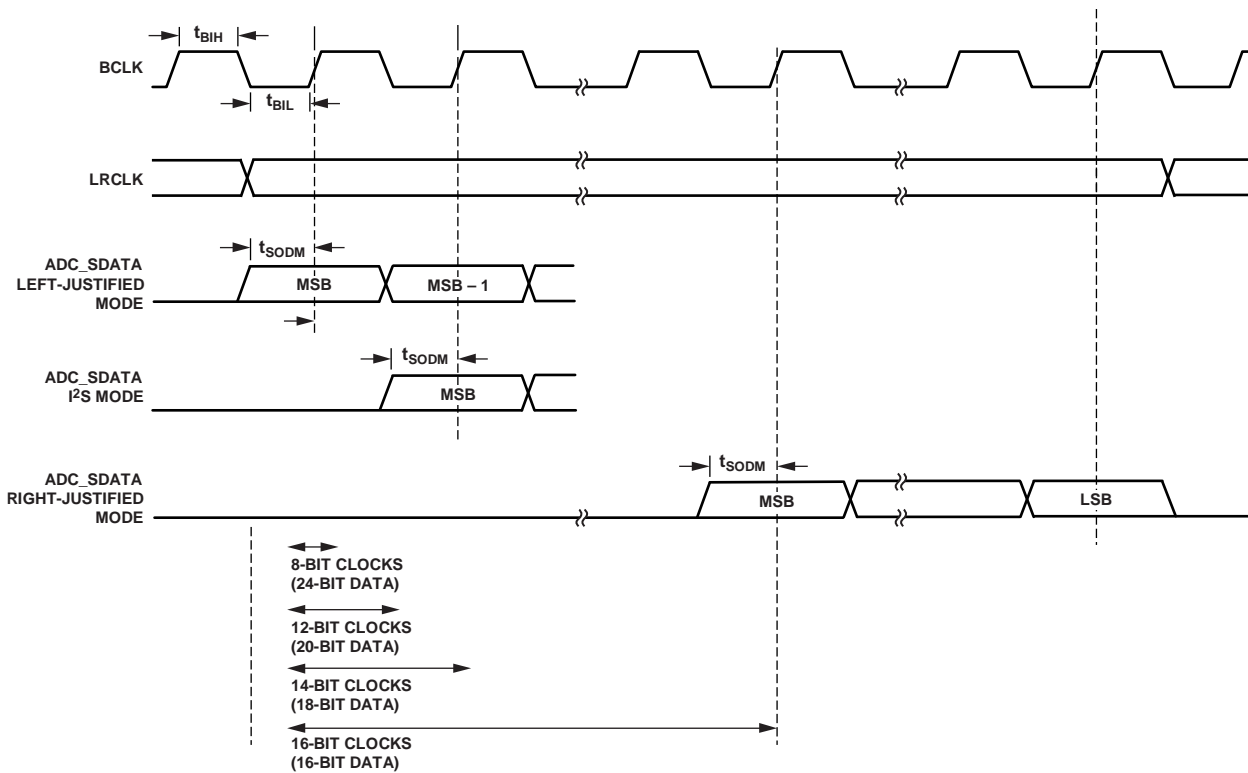 tBIH
BCLK
tBIL
LRCLK
tSODM
ADC_SDATA
LEFT-JUSTIFIED
MODE
MSB
MSB – 1
tSODM
ADC_SDATA
I2S MODE
MSB
tSODM
ADC_SDATA
RIGHT-JUSTIFIED
MODE
MSB
LSB
8-BIT CLOCKS
(24-BIT DATA)
12-BIT CLOCKS
(20-BIT DATA)
14-BIT CLOCKS
(18-BIT DATA)
16-BIT CLOCKS
(16-BIT DATA)